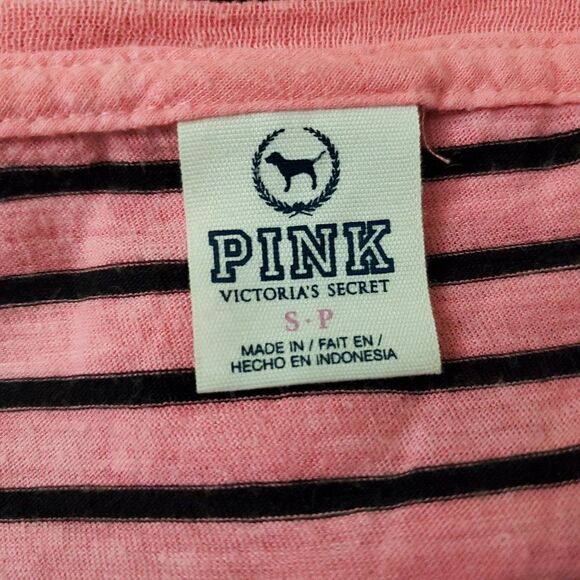 PINK
VICTORIA'S SECRET
S·P
MADE IN / FAIT EN /
HECHO EN INDONESIA